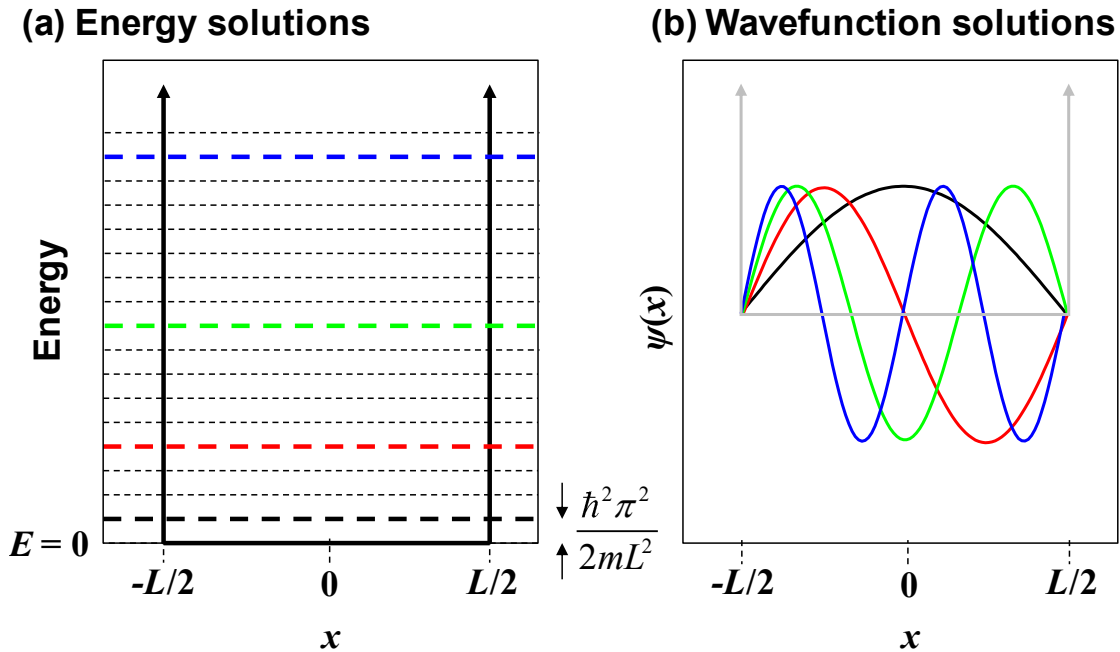 (a) Energy solutions
Energy
E = 0
-L/2
0
L/2
x
ħ²π²
2mL²
(b) Wavefunction solutions
ψ(x)
-L/2
0
L/2
x